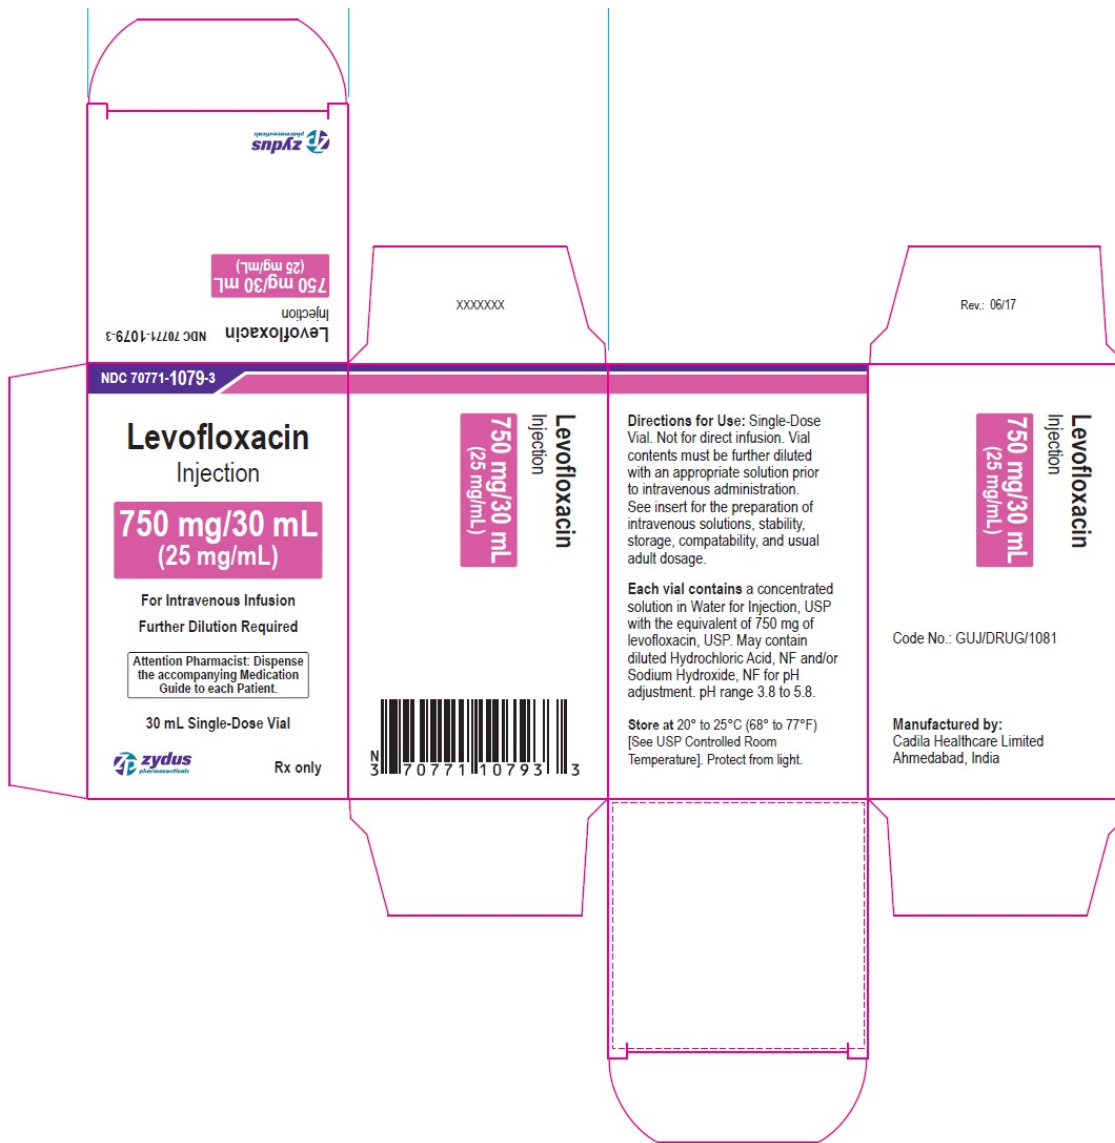 zydus
pharmaceuticals
750 mg/30 mL
(25 mg/mL)
Levofloxacin
Injection
NDC 70771-1079-3
XXXXXXX
Rev.: 06/17
NDC 70771-1079-3
Levofloxacin
Injection
750 mg/30 mL
(25 mg/mL)
For Intravenous Infusion
Further Dilution Required
Attention Pharmacist: Dispense
the accompanying Medication
Guide to each Patient.
30 mL Single-Dose Vial
zydus
pharmaceuticals
Rx only
Levofloxacin
Injection
750 mg/30 mL
(25 mg/mL)
N
3 70771 10793 3
Directions for Use: Single-Dose
Vial. Not for direct infusion. Vial
contents must be further diluted
with an appropriate solution prior
to intravenous administration.
See insert for the preparation of
intravenous solutions, stability,
storage, compatability, and usual
adult dosage.
Each vial contains a concentrated
solution in Water for Injection, USP
with the equivalent of 750 mg of
levofloxacin, USP. May contain
diluted Hydrochloric Acid, NF and/or
Sodium Hydroxide, NF for pH
adjustment. pH range 3.8 to 5.8.
Store at 20° to 25°C (68° to 77°F)
[See USP Controlled Room
Temperature]. Protect from light.
Levofloxacin
Injection
750 mg/30 mL
(25 mg/mL)
Code No.: GUJ/DRUG/1081
Manufactured by:
Cadila Healthcare Limited
Ahmedabad, India